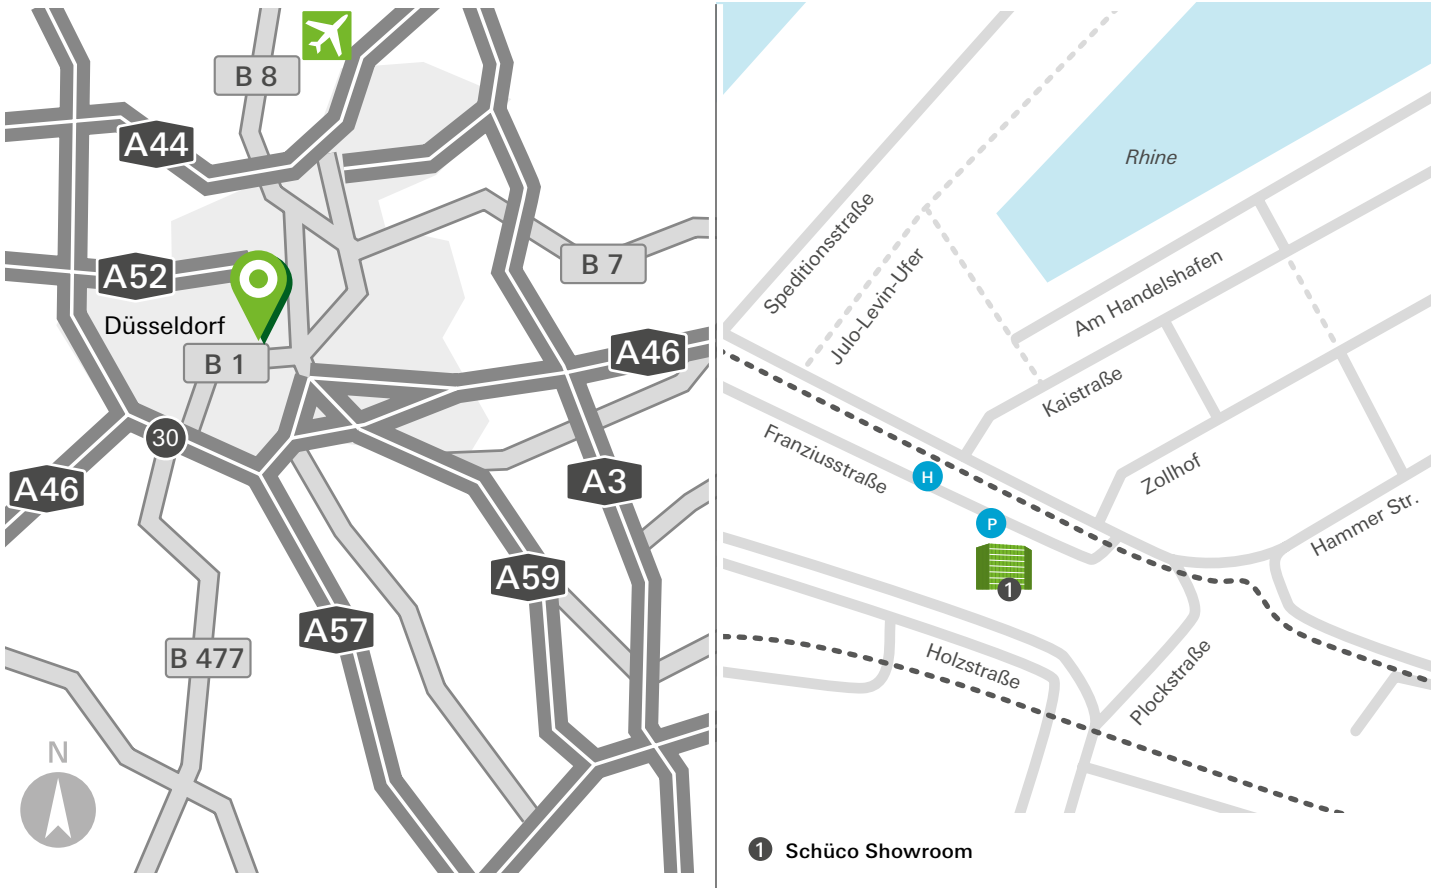 B 8
A44
A52
B 7
Düsseldorf
B 1
A46
30
A46
A3
A59
A57
B 477
N
Rhine
Speditionsstraße
Julo-Levin-Ufer
Am Handelshafen
Kaistraße
Franziusstraße
H
Zollhof
P
Hammer Str.
1
Holzstraße
Plockstraße
1 Schüco Showroom